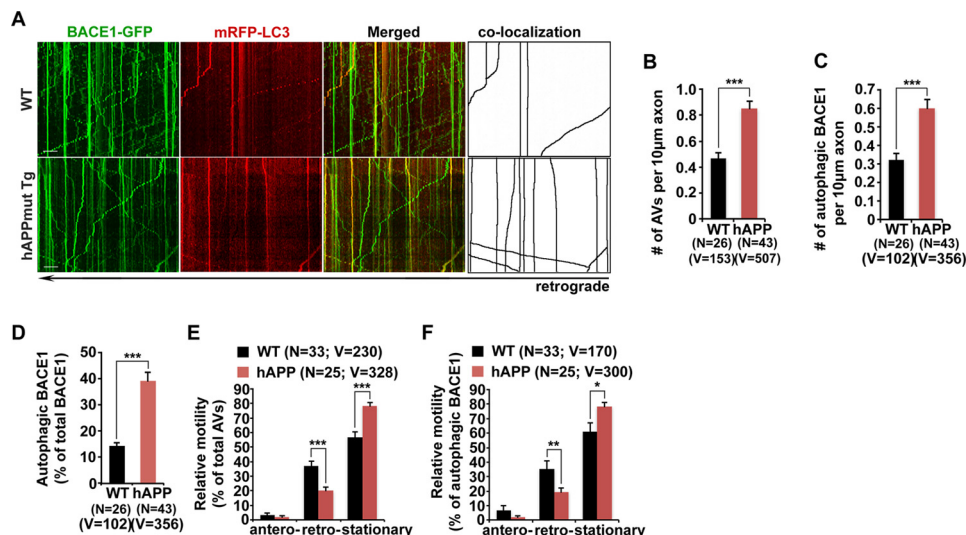 A
BACE1-GFP mRFP-LC3 Merged co-localization
WT
hAPPmut Tg
retrograde
B
# of AVs per 10µm axon
1.0
0.8
0.6
0.4
0.2
0
***
WT hAPP
(N=26) (N=43)
(V=153)(V=507)
C
# of autophagic BACE1
per 10µm axon
0.8
0.7
0.6
0.5
0.4
0.3
0.2
0.1
0
***
WT hAPP
(N=26) (N=43)
(V=102)(V=356)
D
Autophagic BACE1
(% of total BACE1)
50
40
30
20
10
0
***
WT hAPP
(N=26) (N=43)
(V=102)(V=356)
E
WT (N=33; V=230)
hAPP (N=25; V=328)
Relative motility
(% of total AVs)
90
80
70
60
50
40
30
20
10
0
***
***
antero-retro-stationary
F
WT (N=33; V=170)
hAPP (N=25; V=300)
Relative motility
(% of autophagic BACE1)
90
80
70
60
50
40
30
20
10
0
**
*
antero-retro-stationary